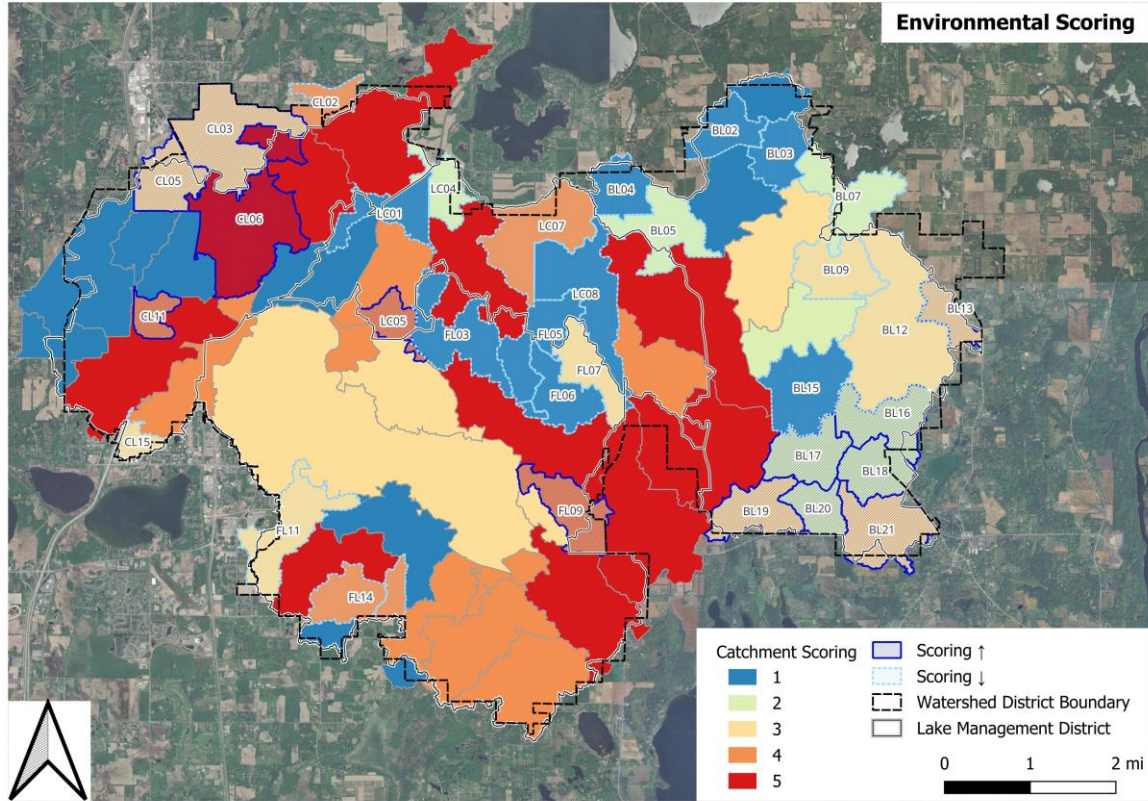 Environmental Scoring
CL02
CL03
BL02
BL03
CL05
LC04
BL04
BL07
CL06
LC01
LC07
BL05
BL09
LC08
BL13
CL11
LC05
FL03
FL05
BL12
FL07
BL15
FL06
BL16
CL15
BL17
BL18
FL09
BL19
BL20
BL21
FL11
FL14
Catchment Scoring
1
2
3
4
5
Scoring ↑
Scoring ↓
Watershed District Boundary
Lake Management District
0 1 2 mi